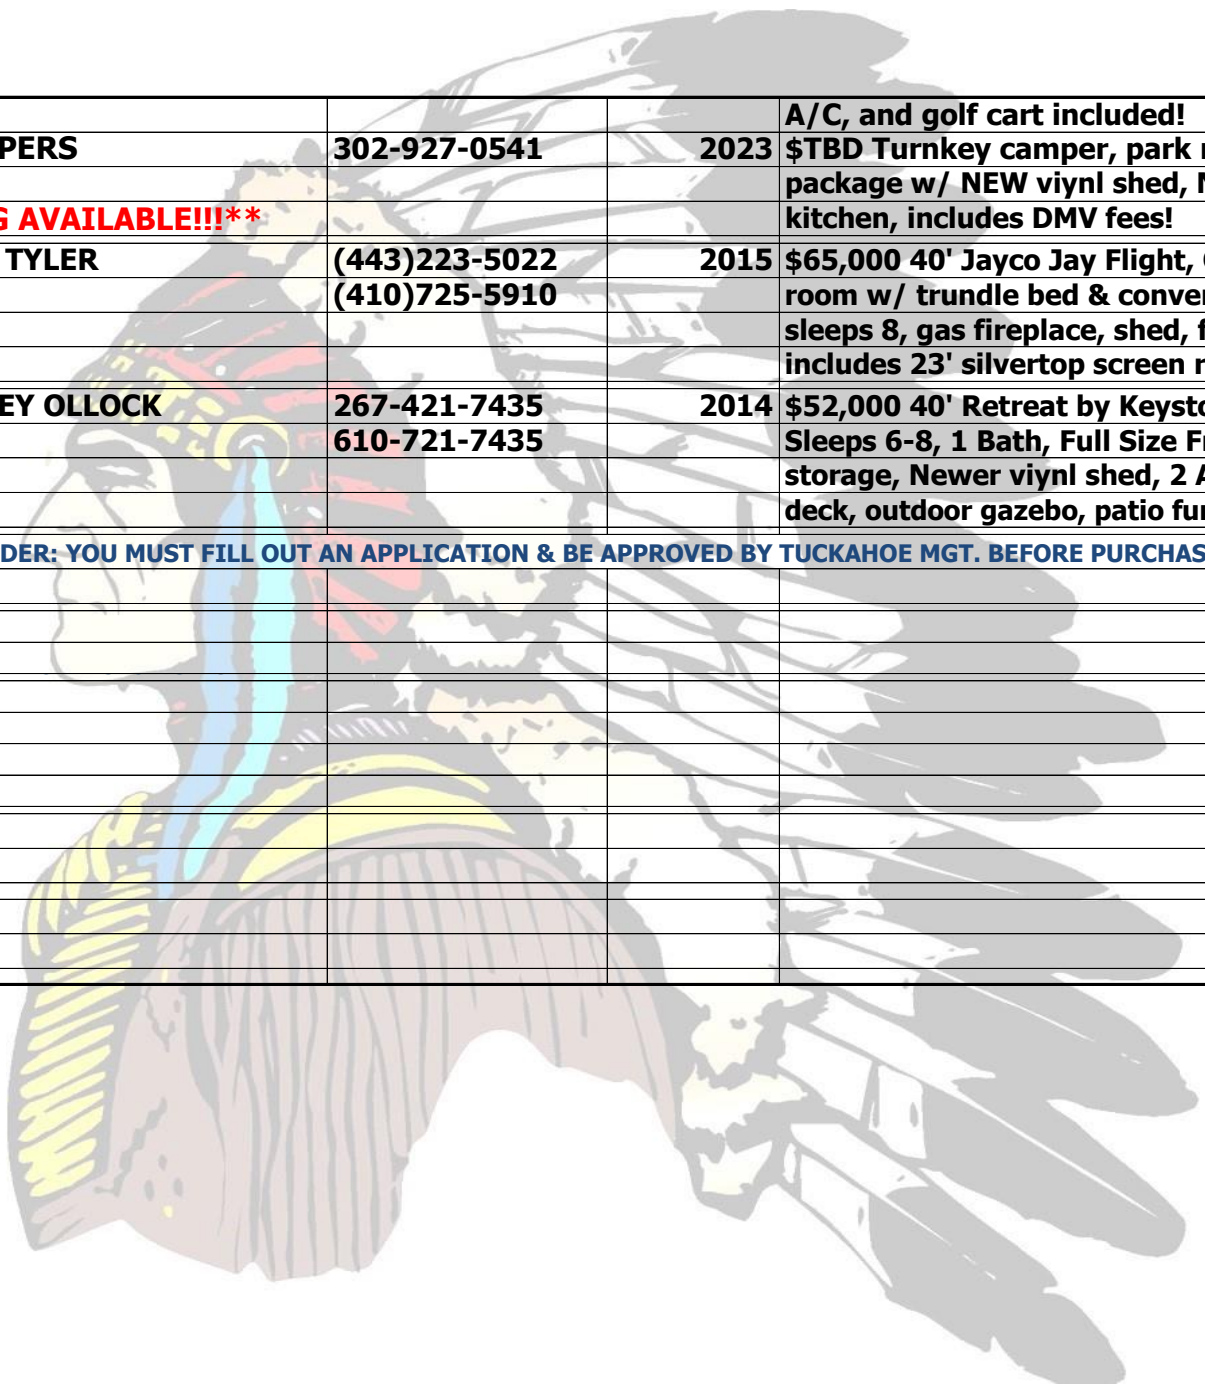 A/C, and golf cart included!
PERS 302-927-0541 2023 $TBD Turnkey camper, park
package w/ NEW viynl shed,
AVAILABLE!!!** kitchen, includes DMV fees!
TYLER (443)223-5022 2015 $65,000 40' Jayco Jay Flight,
(410)725-5910 room w/ trundle bed & conver
sleeps 8, gas fireplace, shed,
includes 23' silvertop screen
EY OLLOCK 267-421-7435 2014 $52,000 40' Retreat by Keysto
610-721-7435 Sleeps 6-8, 1 Bath, Full Size
storage, Newer viynl shed, 2
deck, outdoor gazebo, patio fur
DER: YOU MUST FILL OUT AN APPLICATION & BE APPROVED BY TUCKAHOE MGT. BEFORE PURCHAS